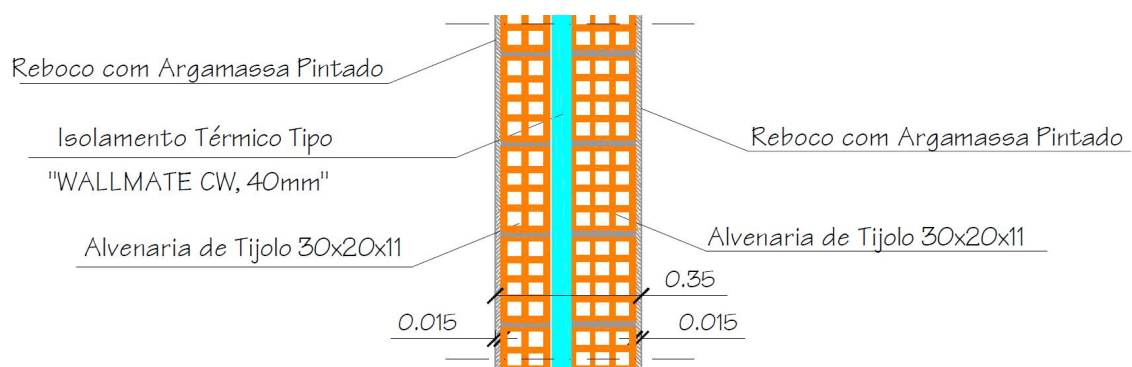 Reboco com Argamassa Pintado
Isolamento Térmico Tipo
"WALLMATE CW, 40mm"
Alvenaria de Tijolo 30x20x11
Reboco com Argamassa Pintado
Alvenaria de Tijolo 30x20x11
0.35
0.015
0.015